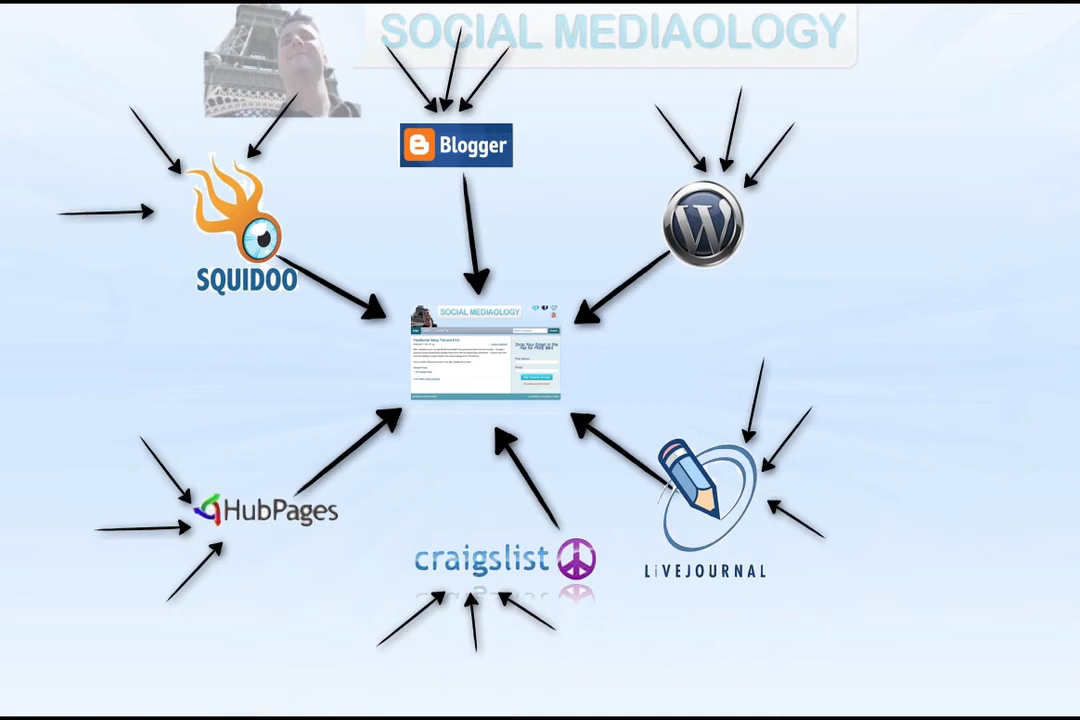 SOCIAL MEDIAOLOGY
Blogger
SQUIDOO
SOCIAL MEDIAOLOGY
HubPages
craigslist
LiVEJOURNAL